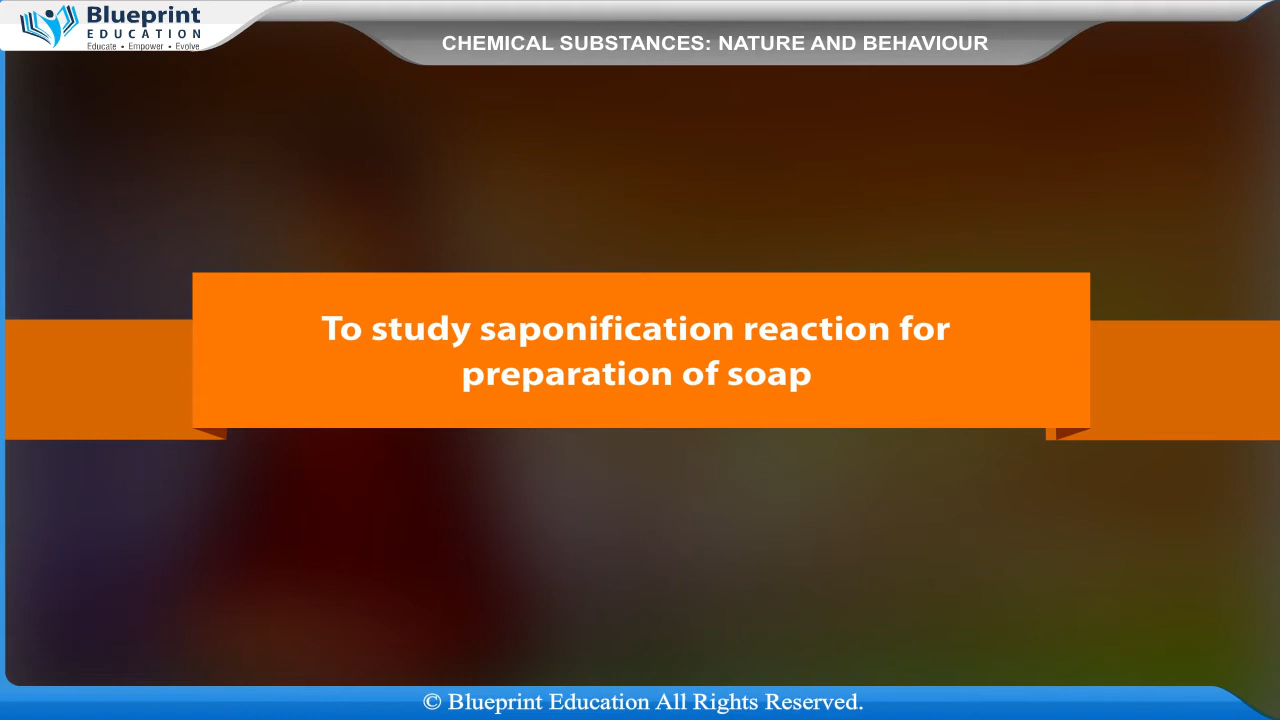 Blueprint
EDUCATION
Educate • Empower • Evolve
CHEMICAL SUBSTANCES: NATURE AND BEHAVIOUR
To study saponification reaction for
preparation of soap
© Blueprint Education All Rights Reserved.